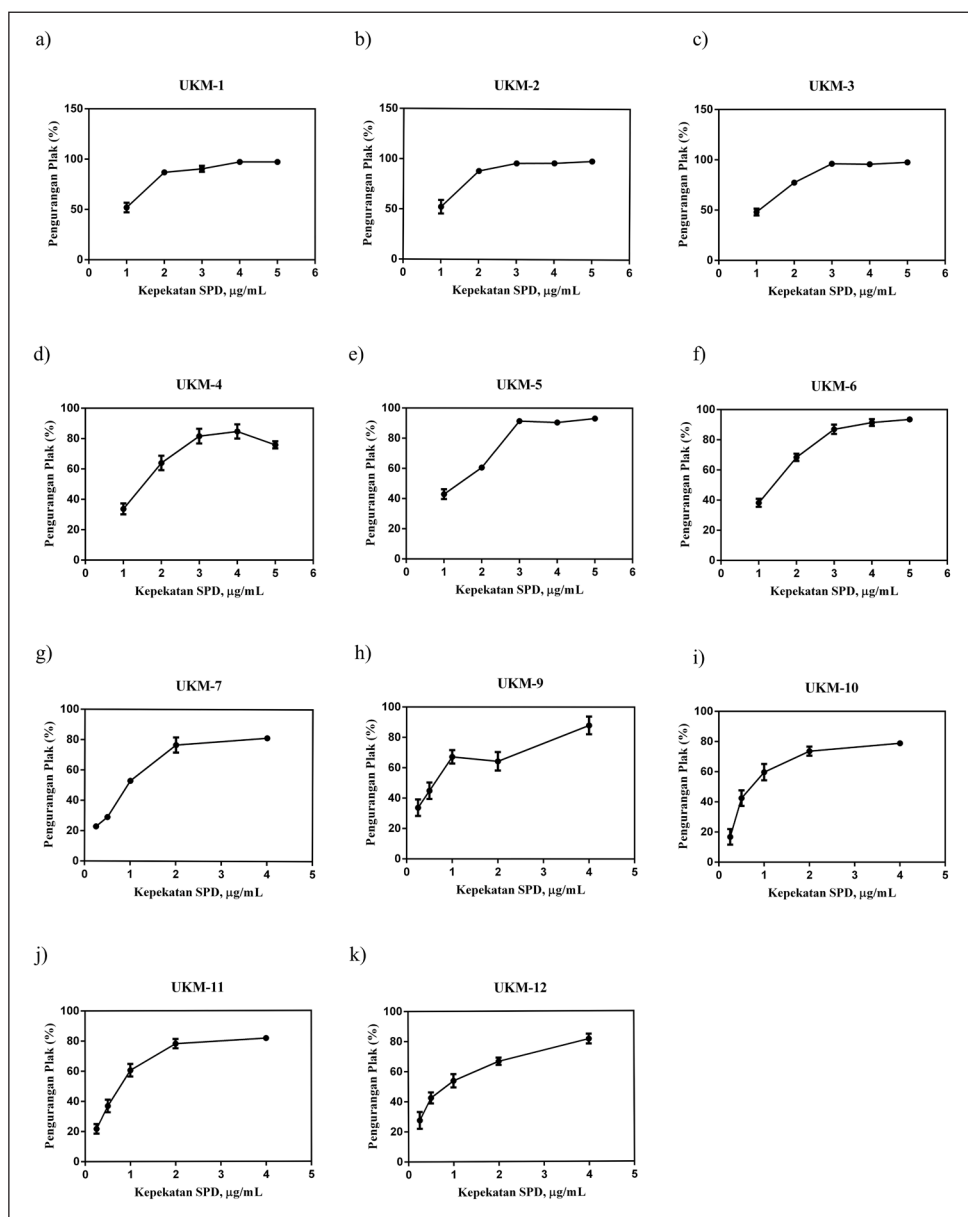 a)
UKM-1
Pengurangan Plak (%)
150
100
50
0
0 1 2 3 4 5 6
Kepekatan SPD, µg/mL
b)
UKM-2
Pengurangan Plak (%)
150
100
50
0
0 1 2 3 4 5 6
Kepekatan SPD, µg/mL
c)
UKM-3
Pengurangan Plak (%)
150
100
50
0
0 1 2 3 4 5 6
Kepekatan SPD, µg/mL
d)
UKM-4
Pengurangan Plak (%)
100
80
60
40
20
0
0 1 2 3 4 5 6
Kepekatan SPD, µg/mL
e)
UKM-5
Pengurangan Plak (%)
100
80
60
40
20
0
0 1 2 3 4 5 6
Kepekatan SPD, µg/mL
f)
UKM-6
Pengurangan Plak (%)
100
80
60
40
20
0
0 1 2 3 4 5 6
Kepekatan SPD, µg/mL
g)
UKM-7
Pengurangan Plak (%)
100
80
60
40
20
0
0 1 2 3 4 5
Kepekatan SPD, µg/mL
h)
UKM-9
Pengurangan Plak (%)
100
80
60
40
20
0
0 1 2 3 4 5
Kepekatan SPD, µg/mL
i)
UKM-10
Pengurangan Plak (%)
100
80
60
40
20
0
0 1 2 3 4 5
Kepekatan SPD, µg/mL
j)
UKM-11
Pengurangan Plak (%)
100
80
60
40
20
0
0 1 2 3 4 5
Kepekatan SPD, µg/mL
k)
UKM-12
Pengurangan Plak (%)
100
80
60
40
20
0
0 1 2 3 4 5
Kepekatan SPD, µg/mL